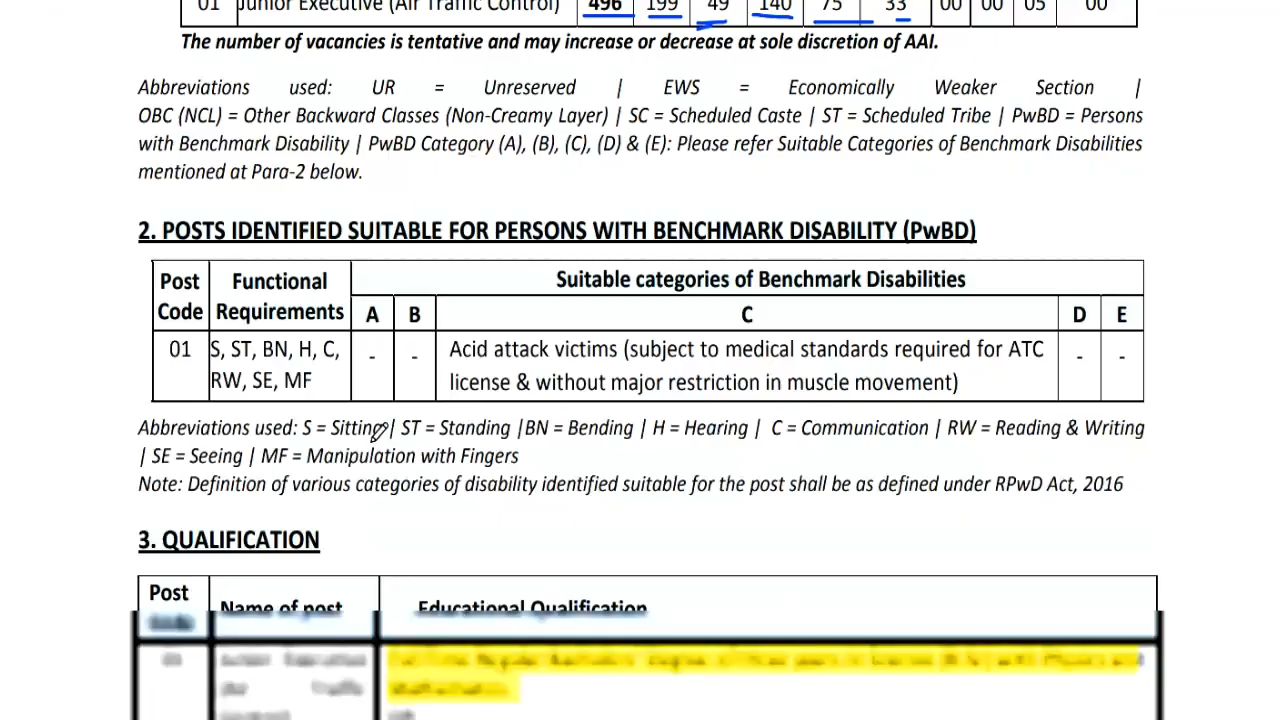 01 Junior Executive (Air Traffic Control) 496 199 49 140 75 33 00 00 05 00
The number of vacancies is tentative and may increase or decrease at sole discretion of AAI.
Abbreviations used: UR = Unreserved | EWS = Economically Weaker Section |
OBC (NCL) = Other Backward Classes (Non-Creamy Layer) | SC = Scheduled Caste | ST = Scheduled Tribe | PwBD = Persons
with Benchmark Disability | PwBD Category (A), (B), (C), (D) & (E): Please refer Suitable Categories of Benchmark Disabilities
mentioned at Para-2 below.
2. POSTS IDENTIFIED SUITABLE FOR PERSONS WITH BENCHMARK DISABILITY (PwBD)
Post Code Functional Requirements Suitable categories of Benchmark Disabilities
A B C D E
01 S, ST, BN, H, C, - - Acid attack victims (subject to medical standards required for ATC - -
RW, SE, MF license & without major restriction in muscle movement)
Abbreviations used: S = Sitting | ST = Standing |BN = Bending | H = Hearing | C = Communication | RW = Reading & Writing
| SE = Seeing | MF = Manipulation with Fingers
Note: Definition of various categories of disability identified suitable for the post shall be as defined under RPwD Act, 2016
3. QUALIFICATION
Post
Name of post Educational Qualification